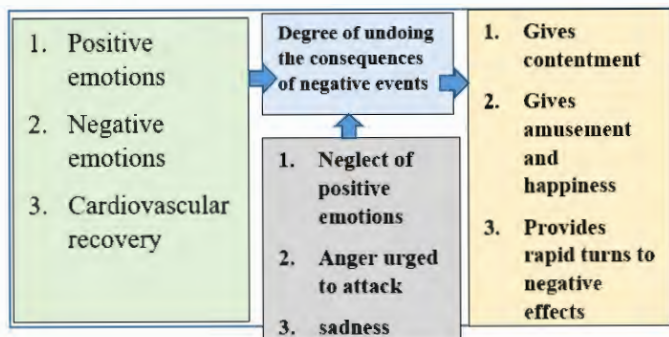 1. Positive
emotions
2. Negative
emotions
3. Cardiovascular
recovery
Degree of undoing
the consequences
of negative events
1. Neglect of
positive
emotions
2. Anger urged
to attack
3. sadness
1. Gives
contentment
2. Gives
amusement
and
happiness
3. Provides
rapid turns to
negative
effects